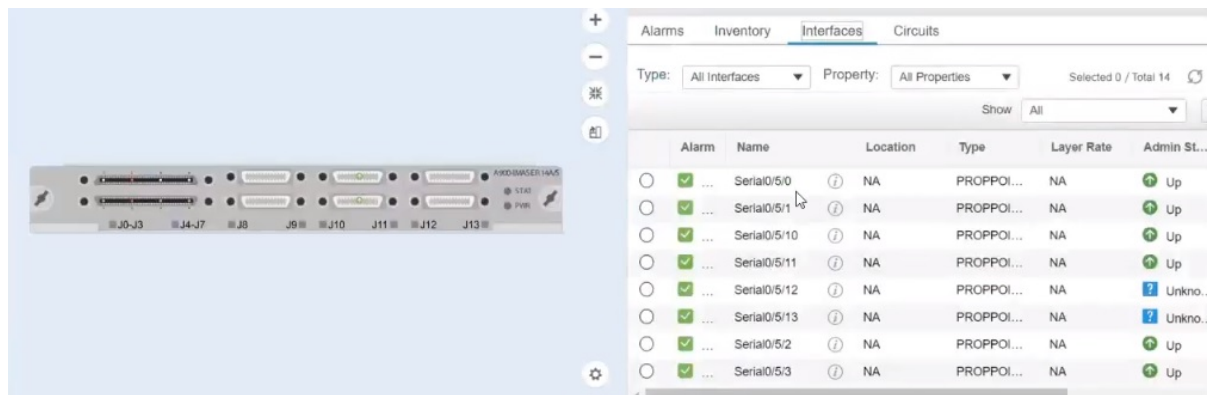 Alarms Inventory Interfaces Circuits
Type: All Interfaces Property: All Properties Selected 0 / Total 14
Show All
Alarm Name Location Type Layer Rate Admin St...
... Serial0/5/0 NA PROPPOI... NA Up
... Serial0/5/1 NA PROPPOI... NA Up
... Serial0/5/10 NA PROPPOI... NA Up
... Serial0/5/11 NA PROPPOI... NA Up
... Serial0/5/12 NA PROPPOI... NA Unkno...
... Serial0/5/13 NA PROPPOI... NA Unkno...
... Serial0/5/2 NA PROPPOI... NA Up
... Serial0/5/3 NA PROPPOI... NA Up
STAT
PWR
J0-J3 J4-J7 J8 J9 J10 J11 J12 J13